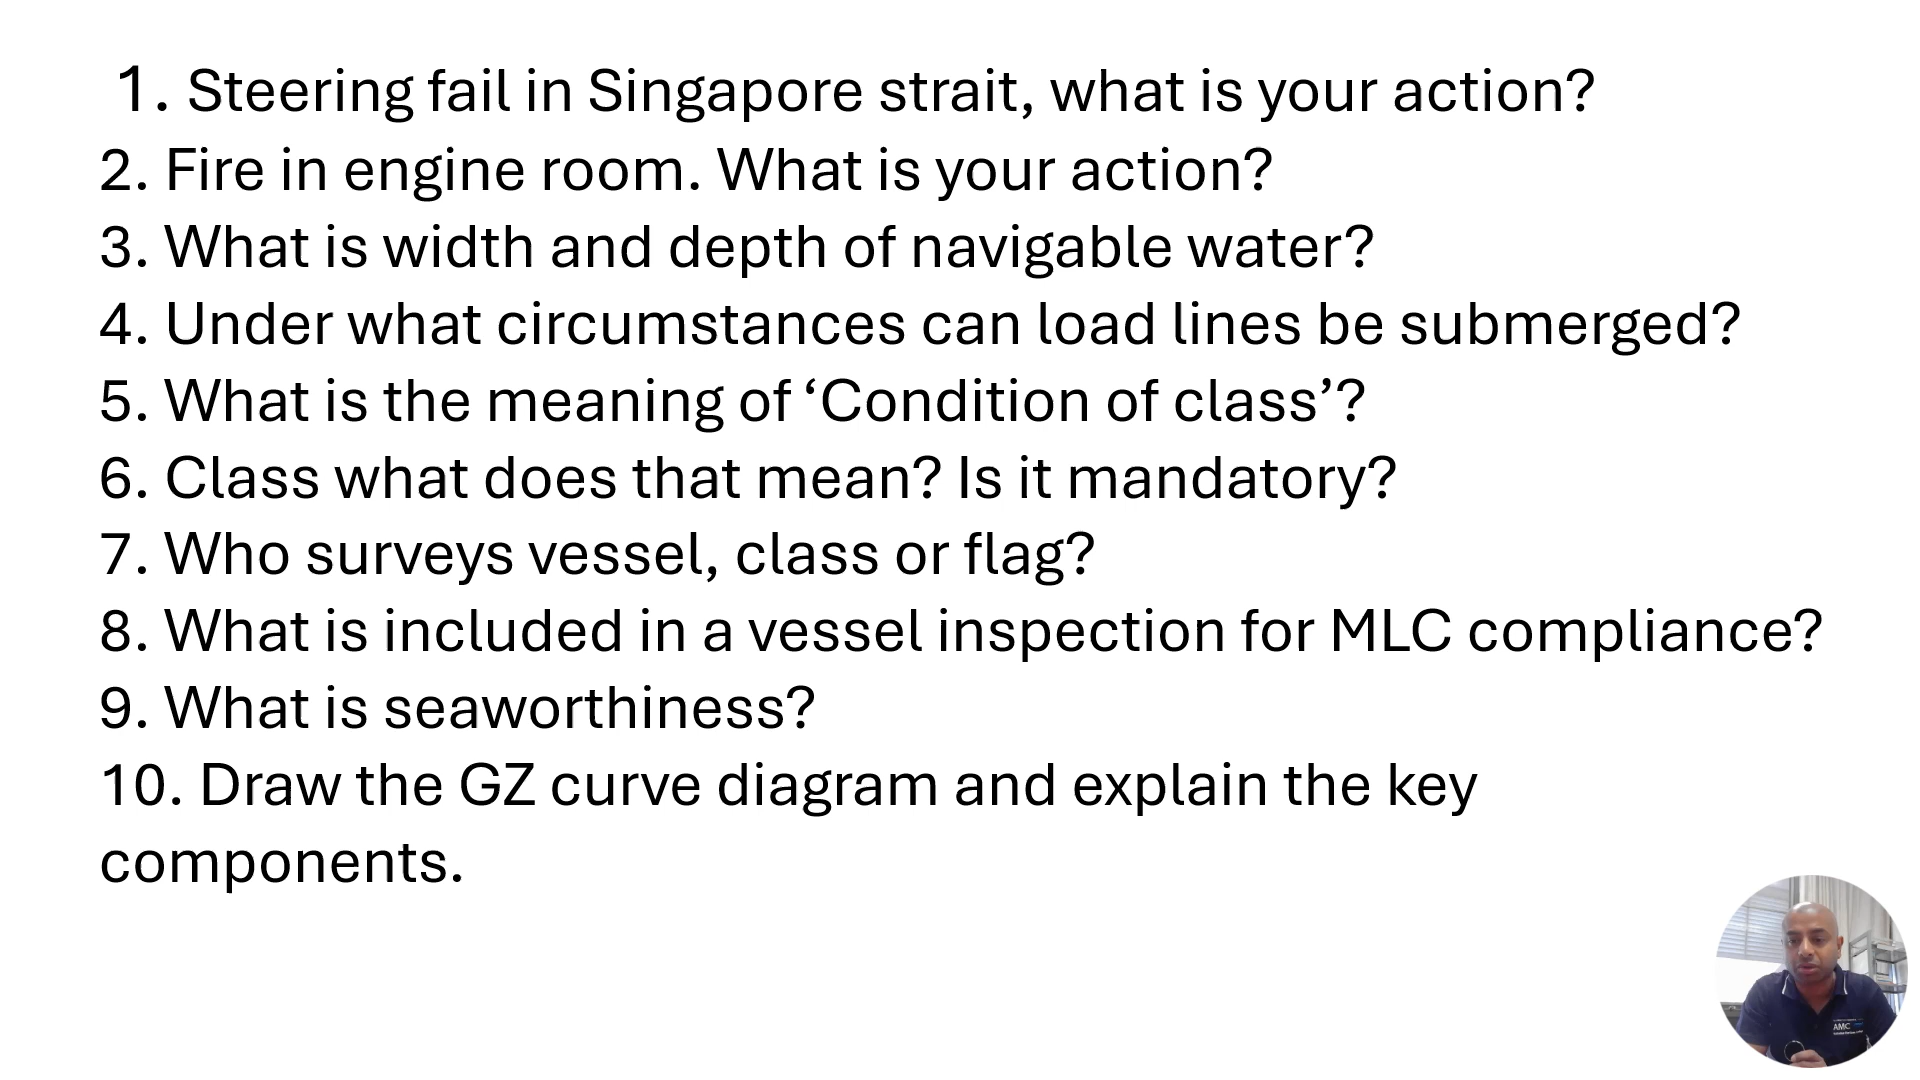 1. Steering fail in Singapore strait, what is your action?
2. Fire in engine room. What is your action?
3. What is width and depth of navigable water?
4. Under what circumstances can load lines be submerged?
5. What is the meaning of ‘Condition of class’?
6. Class what does that mean? Is it mandatory?
7. Who surveys vessel, class or flag?
8. What is included in a vessel inspection for MLC compliance?
9. What is seaworthiness?
10. Draw the GZ curve diagram and explain the key
components.
AMC